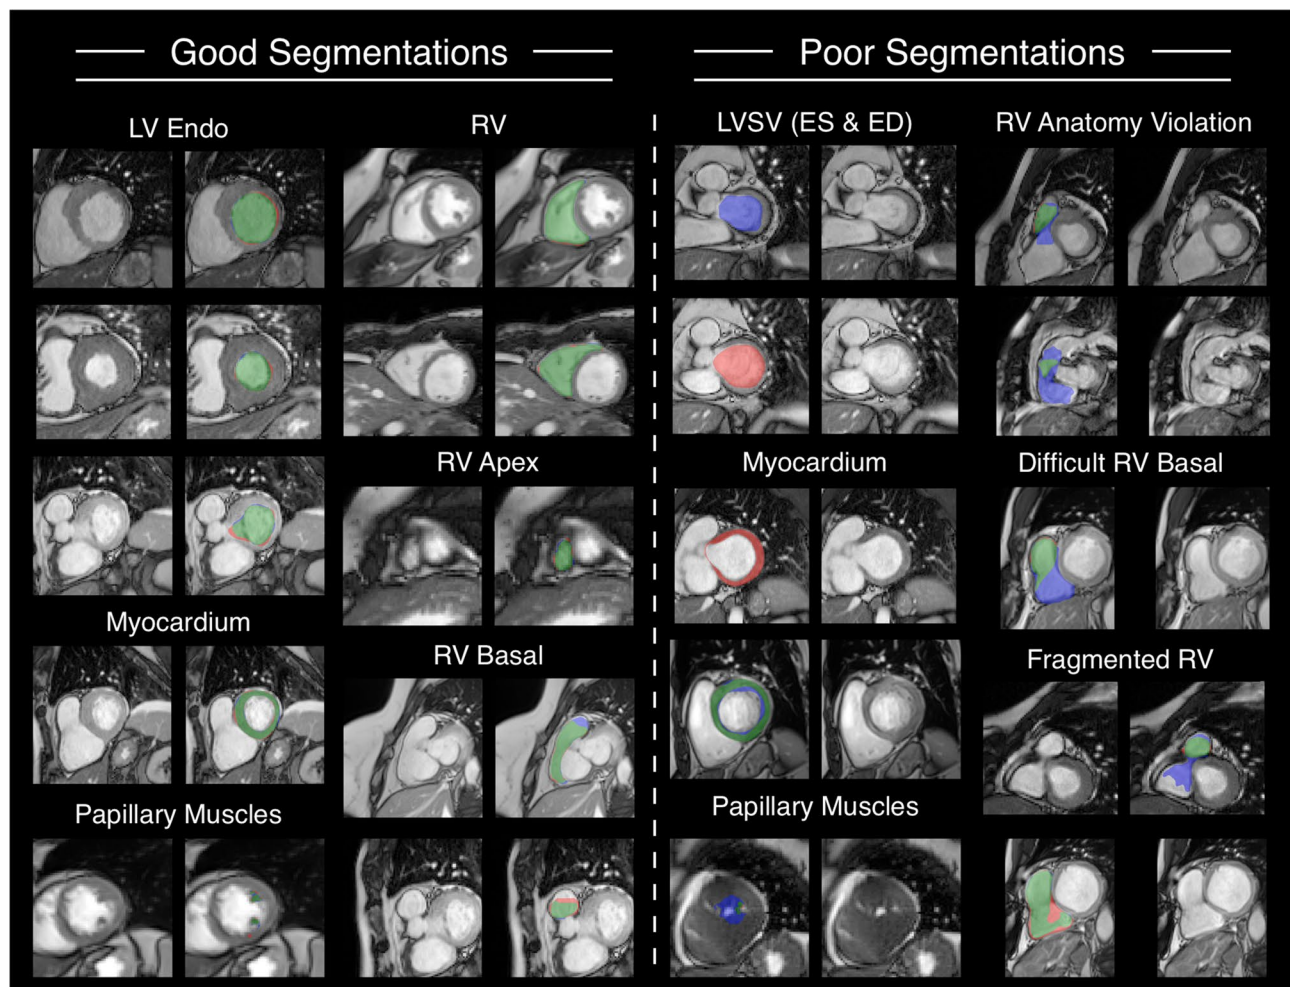 Good Segmentations
LV Endo
RV
RV Apex
Myocardium
RV Basal
Papillary Muscles
Poor Segmentations
LVSV (ES & ED)
RV Anatomy Violation
Myocardium
Difficult RV Basal
Fragmented RV
Papillary Muscles